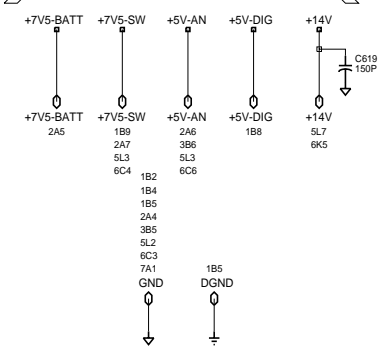 +7V5-BATT +7V5-SW +5V-AN +5V-DIG +14V
C619
150P
+7V5-BATT +7V5-SW +5V-AN +5V-DIG +14V
2A5 1B9 2A6 1B8 5L7
2A7 3B6 6K5
5L3 5L3
6C4 6C6
1B2
1B4
1B5
2A4
3B5
5L2
6C3
7A1 1B5
GND DGND